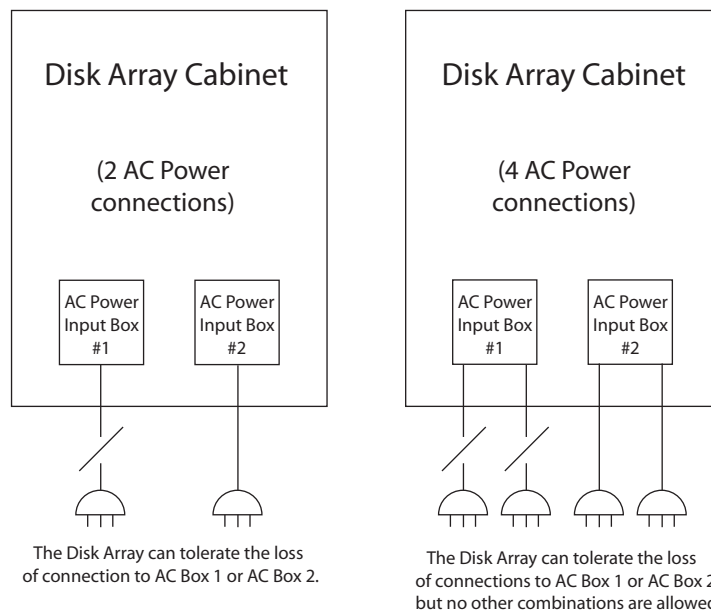 Disk Array Cabinet
(2 AC Power
connections)
AC Power
Input Box
#1
AC Power
Input Box
#2
The Disk Array can tolerate the loss
of connection to AC Box 1 or AC Box 2.
Disk Array Cabinet
(4 AC Power
connections)
AC Power
Input Box
#1
AC Power
Input Box
#2
The Disk Array can tolerate the loss
of connections to AC Box 1 or AC Box 2
but no other combinations are allowed